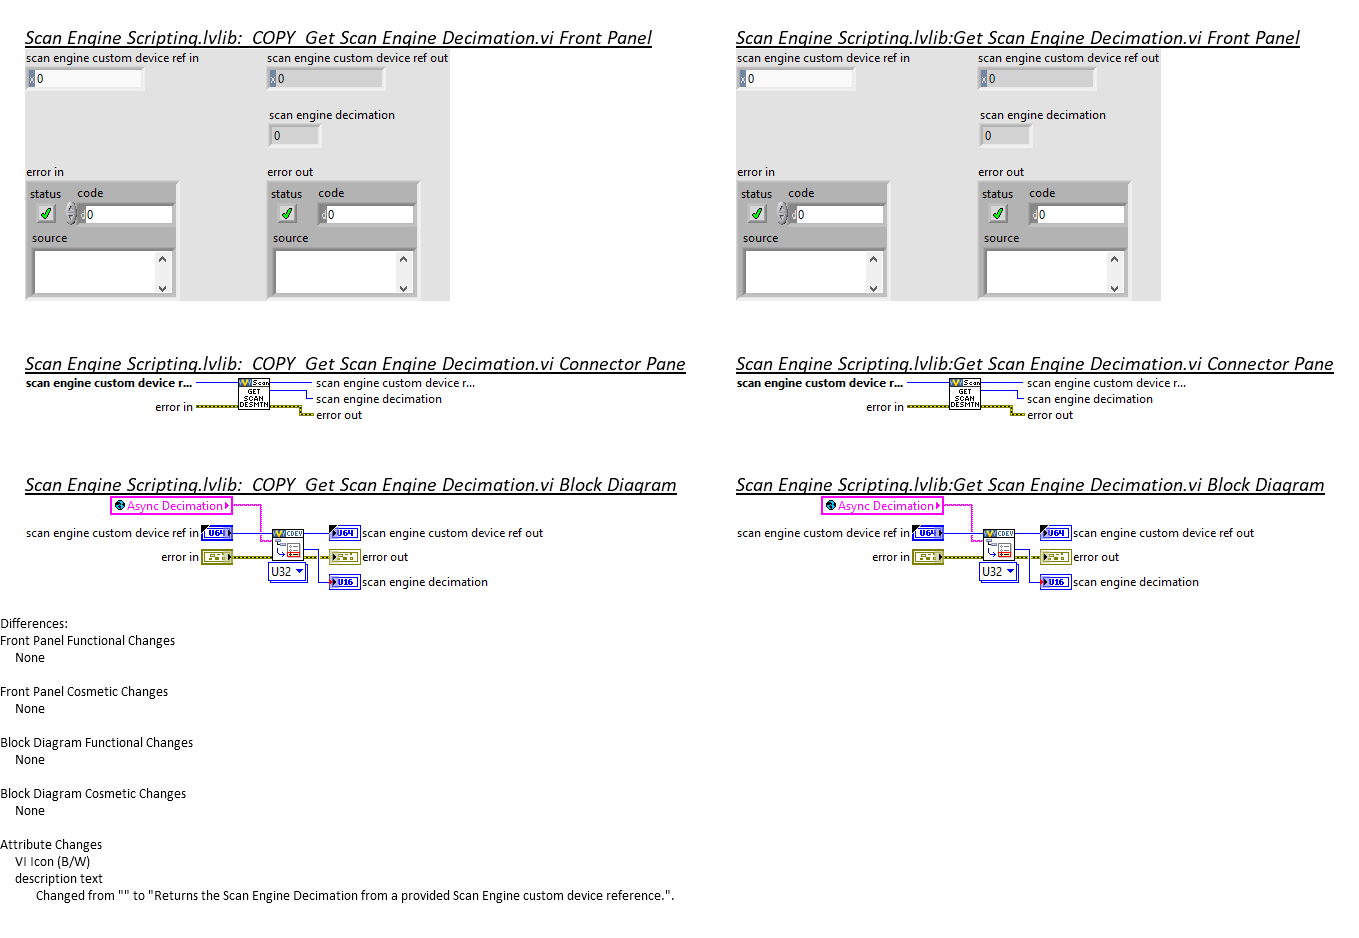 Scan Engine Scripting.lvlib:_COPY_Get Scan Engine Decimation.vi Front Panel
scan engine custom device ref in
scan engine custom device ref out
x 0
x 0
scan engine decimation
0
error in
error out
status
code
status
code
d 0
d 0
source
source
Scan Engine Scripting.lvlib:Get Scan Engine Decimation.vi Front Panel
scan engine custom device ref in
scan engine custom device ref out
x 0
x 0
scan engine decimation
0
error in
error out
status
code
status
code
d 0
d 0
source
source
Scan Engine Scripting.lvlib:_COPY_Get Scan Engine Decimation.vi Connector Pane
scan engine custom device r...
Scan
GET
SCAN
DESMTN
scan engine custom device r...
scan engine decimation
error in
error out
Scan Engine Scripting.lvlib:Get Scan Engine Decimation.vi Connector Pane
scan engine custom device r...
Scan
GET
SCAN
DESMTN
scan engine custom device r...
scan engine decimation
error in
error out
Scan Engine Scripting.lvlib:_COPY_Get Scan Engine Decimation.vi Block Diagram
Async Decimation
scan engine custom device ref in
U64
CDEV
U64
scan engine custom device ref out
error in
error out
U32
U16
scan engine decimation
Scan Engine Scripting.lvlib:Get Scan Engine Decimation.vi Block Diagram
Async Decimation
scan engine custom device ref in
U64
CDEV
U64
scan engine custom device ref out
error in
error out
U32
U16
scan engine decimation
Differences:
Front Panel Functional Changes
None
Front Panel Cosmetic Changes
None
Block Diagram Functional Changes
None
Block Diagram Cosmetic Changes
None
Attribute Changes
VI Icon (B/W)
description text
Changed from "" to "Returns the Scan Engine Decimation from a provided Scan Engine custom device reference.".